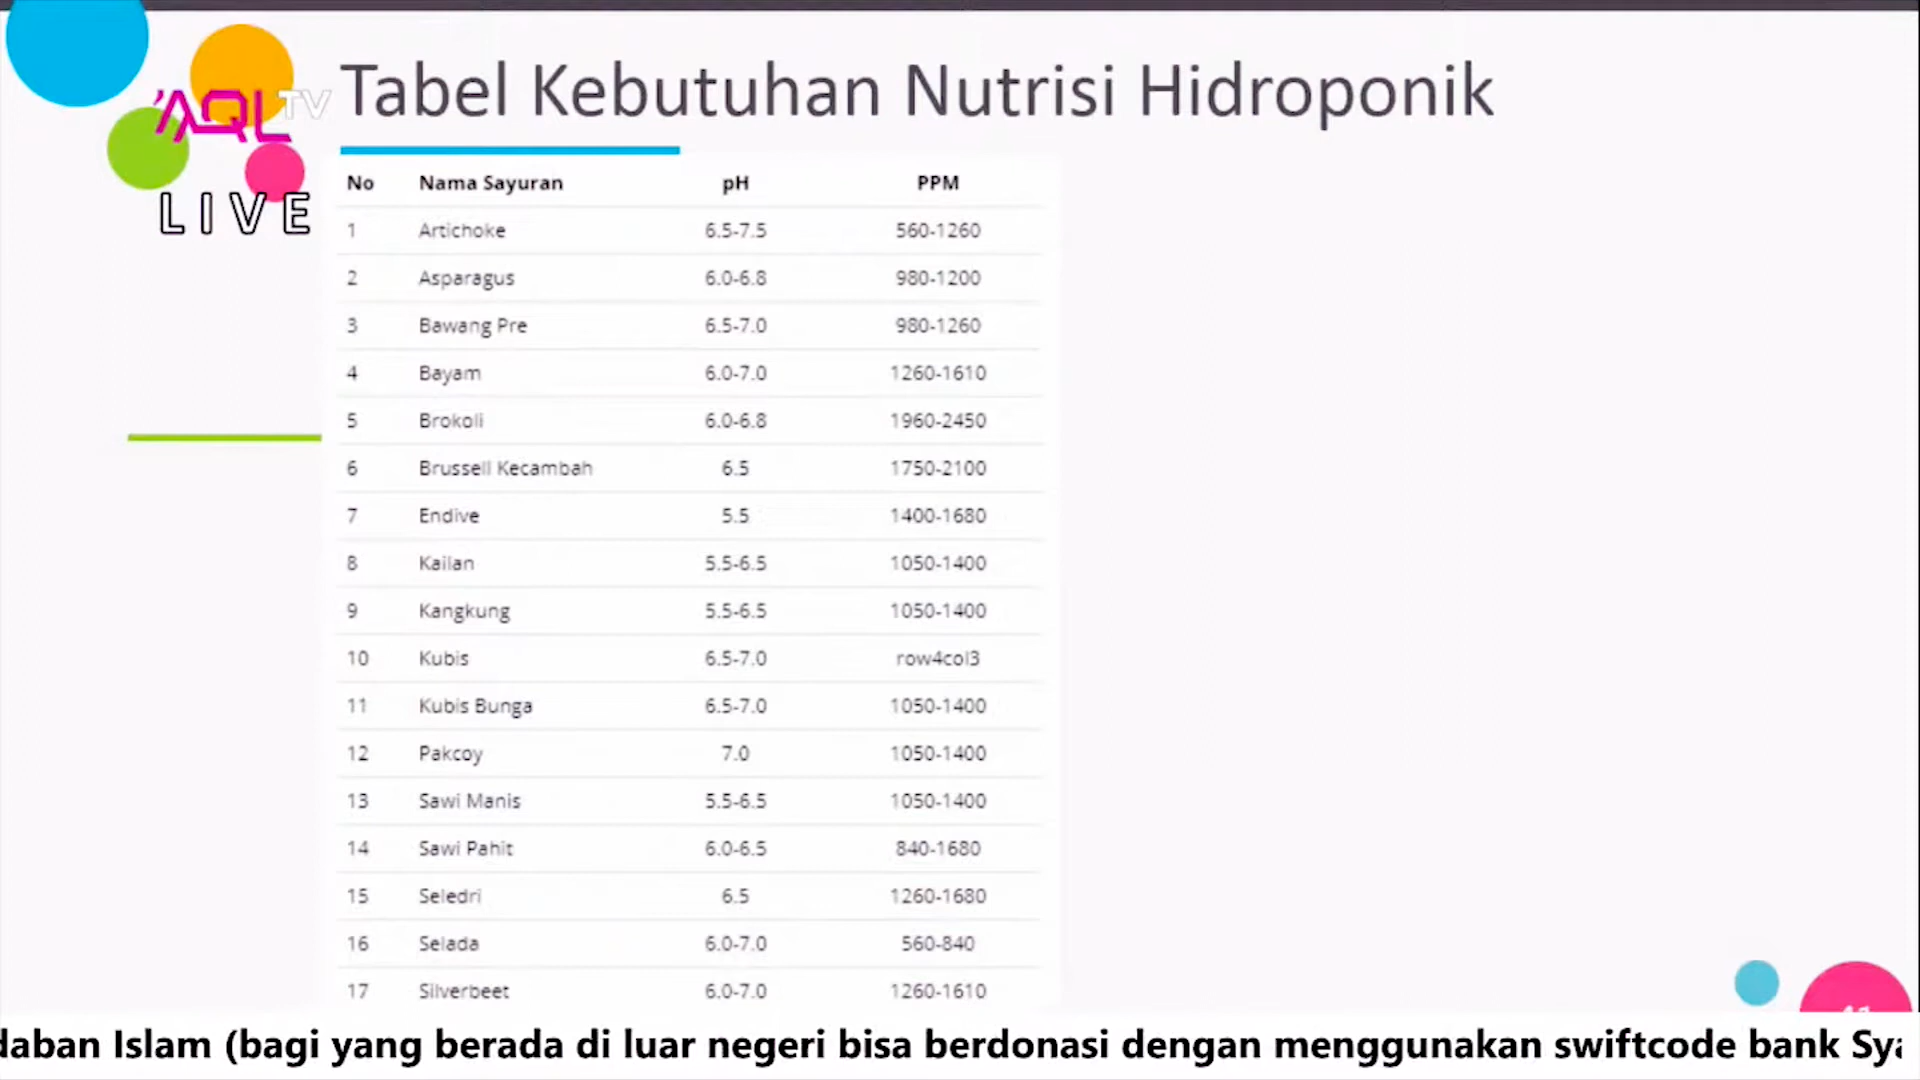 'AQL TV
LIVE
Tabel Kebutuhan Nutrisi Hidroponik
No Nama Sayuran pH PPM
1 Artichoke 6.5-7.5 560-1260
2 Asparagus 6.0-6.8 980-1200
3 Bawang Pre 6.5-7.0 980-1260
4 Bayam 6.0-7.0 1260-1610
5 Brokoli 6.0-6.8 1960-2450
6 Brussell Kecambah 6.5 1750-2100
7 Endive 5.5 1400-1680
8 Kailan 5.5-6.5 1050-1400
9 Kangkung 5.5-6.5 1050-1400
10 Kubis 6.5-7.0 row4col3
11 Kubis Bunga 6.5-7.0 1050-1400
12 Pakcoy 7.0 1050-1400
13 Sawi Manis 5.5-6.5 1050-1400
14 Sawi Pahit 6.0-6.5 840-1680
15 Seledri 6.5 1260-1680
16 Selada 6.0-7.0 560-840
17 Silverbeet 6.0-7.0 1260-1610
daban Islam (bagi yang berada di luar negeri bisa berdonasi dengan menggunakan swiftcode bank Sya